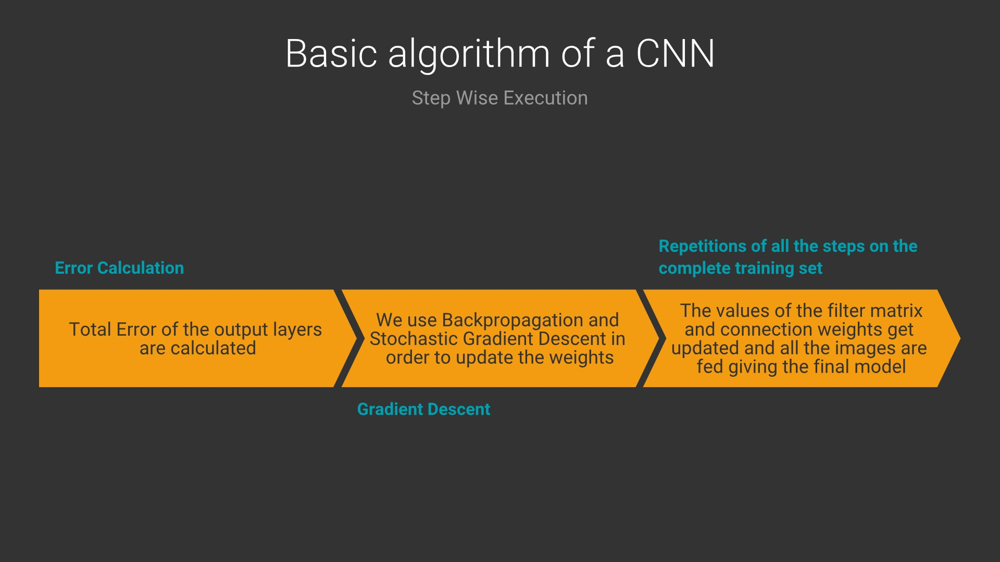 Basic algorithm of a CNN
Step Wise Execution
Error Calculation
Total Error of the output layers
are calculated
We use Backpropagation and
Stochastic Gradient Descent in
order to update the weights
Gradient Descent
Repetitions of all the steps on the
complete training set
The values of the filter matrix
and connection weights get
updated and all the images are
fed giving the final model